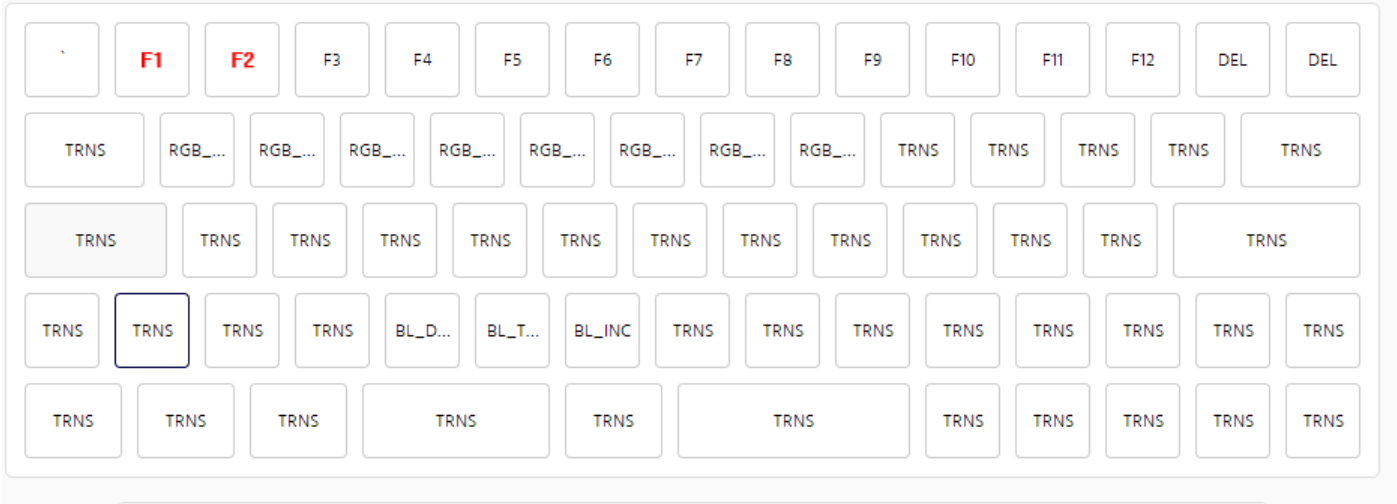 ` F1 F2 F3 F4 F5 F6 F7 F8 F9 F10 F11 F12 DEL DEL
TRNS RGB_... RGB_... RGB_... RGB_... RGB_... RGB_... RGB_... RGB_... TRNS TRNS TRNS TRNS TRNS
TRNS TRNS TRNS TRNS TRNS TRNS TRNS TRNS TRNS TRNS TRNS TRNS TRNS
TRNS TRNS TRNS TRNS BL_D... BL_T... BL_INC TRNS TRNS TRNS TRNS TRNS TRNS TRNS TRNS
TRNS TRNS TRNS TRNS TRNS TRNS TRNS TRNS TRNS TRNS TRNS